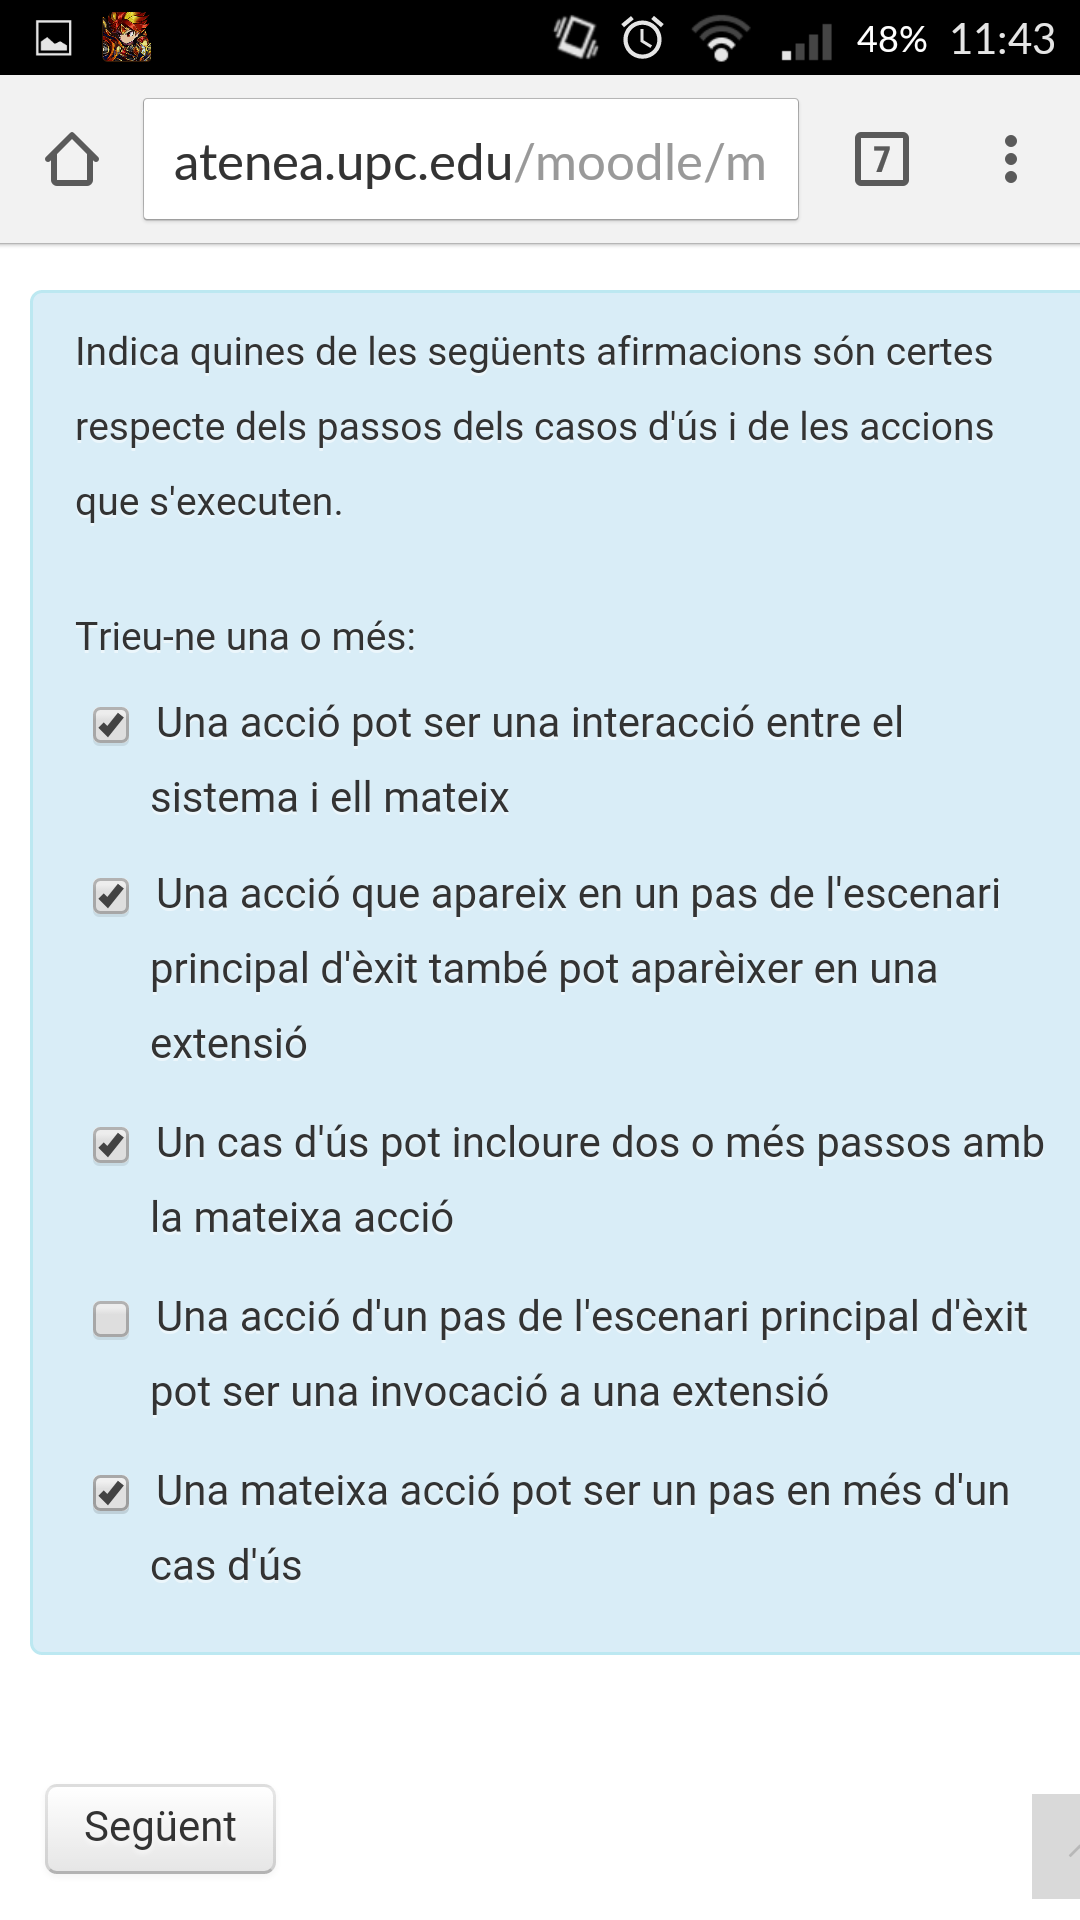 48% 11:43
atenea.upc.edu/moodle/m
7
Indica quines de les següents afirmacions són certes
respecte dels passos dels casos d'ús i de les accions
que s'executen.
Trieu-ne una o més:
Una acció pot ser una interacció entre el
sistema i ell mateix
Una acció que apareix en un pas de l'escenari
principal d'èxit també pot aparèixer en una
extensió
Un cas d'ús pot incloure dos o més passos amb
la mateixa acció
Una acció d'un pas de l'escenari principal d'èxit
pot ser una invocació a una extensió
Una mateixa acció pot ser un pas en més d'un
cas d'ús
Següent